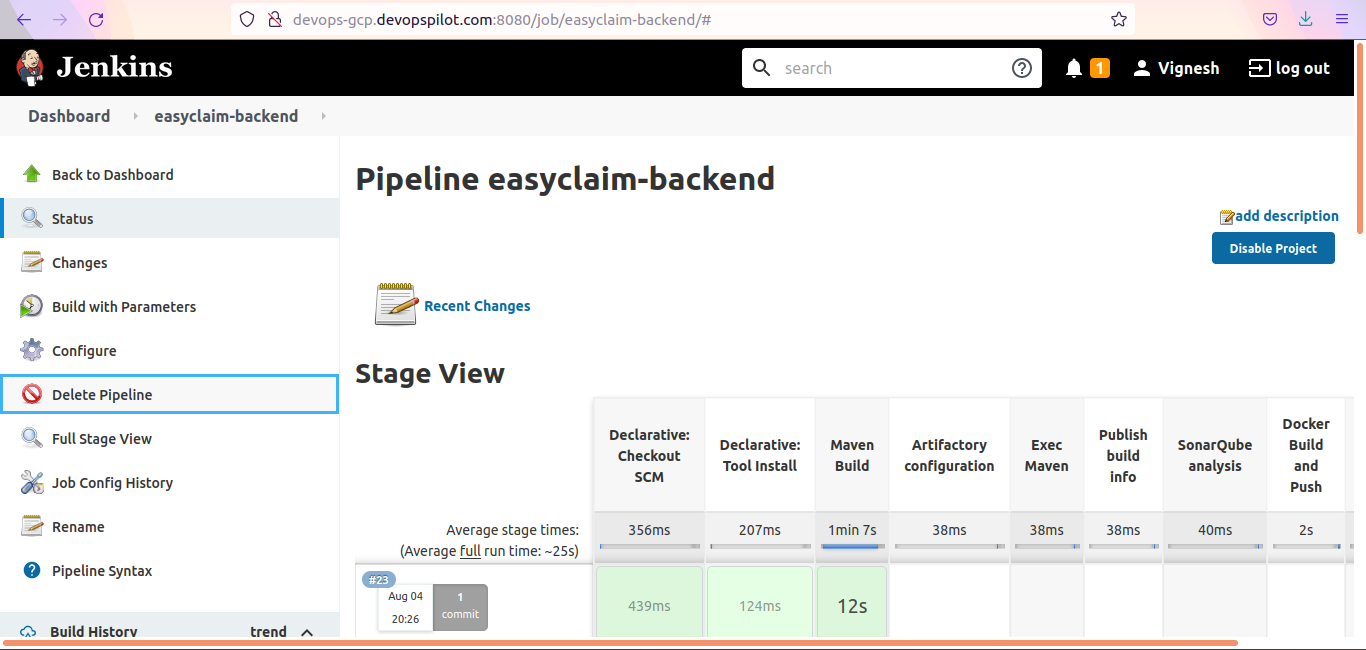 devops-gcp.devopspilot.com:8080/job/easyclaim-backend/#
Jenkins
search
1
Vignesh
log out
Dashboard
easyclaim-backend
Back to Dashboard
Status
Changes
Build with Parameters
Configure
Delete Pipeline
Full Stage View
Job Config History
Rename
Pipeline Syntax
Build History
trend
Pipeline easyclaim-backend
add description
Disable Project
Recent Changes
Stage View
Declarative:
Checkout
SCM
Declarative:
Tool Install
Maven
Build
Artifactory
configuration
Exec
Maven
Publish
build
info
SonarQube
analysis
Docker
Build
and
Push
Average stage times:
(Average full run time: ~25s)
356ms
207ms
1min 7s
38ms
38ms
38ms
40ms
2s
#23
Aug 04
20:26
1
commit
439ms
124ms
12s